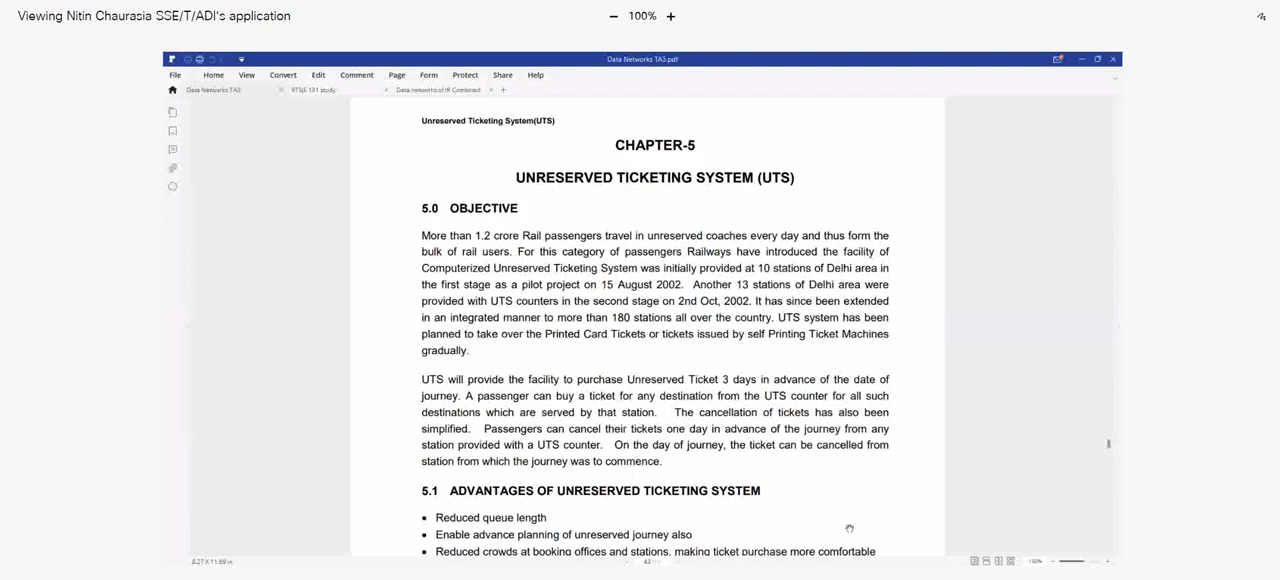 Viewing Nitin Chaurasia SSE/T/ADI's application
100%
Data Networks TA3.pdf
File Home View Convert Edit Comment Page Form Protect Share Help
Data Networks TA3 RTSJE 101 study Data networks of IR Combined
Unreserved Ticketing System(UTS)
CHAPTER-5
UNRESERVED TICKETING SYSTEM (UTS)
5.0 OBJECTIVE
More than 1.2 crore Rail passengers travel in unreserved coaches every day and thus form the
bulk of rail users. For this category of passengers Railways have introduced the facility of
Computerized Unreserved Ticketing System was initially provided at 10 stations of Delhi area in
the first stage as a pilot project on 15 August 2002. Another 13 stations of Delhi area were
provided with UTS counters in the second stage on 2nd Oct, 2002. It has since been extended
in an integrated manner to more than 180 stations all over the country. UTS system has been
planned to take over the Printed Card Tickets or tickets issued by self Printing Ticket Machines
gradually.
UTS will provide the facility to purchase Unreserved Ticket 3 days in advance of the date of
journey. A passenger can buy a ticket for any destination from the UTS counter for all such
destinations which are served by that station. The cancellation of tickets has also been
simplified. Passengers can cancel their tickets one day in advance of the journey from any
station provided with a UTS counter. On the day of journey, the ticket can be cancelled from
station from which the journey was to commence.
5.1 ADVANTAGES OF UNRESERVED TICKETING SYSTEM
• Reduced queue length
• Enable advance planning of unreserved journey also
• Reduced crowds at booking offices and stations, making ticket purchase more comfortable
8.27 X 11.69 in 43